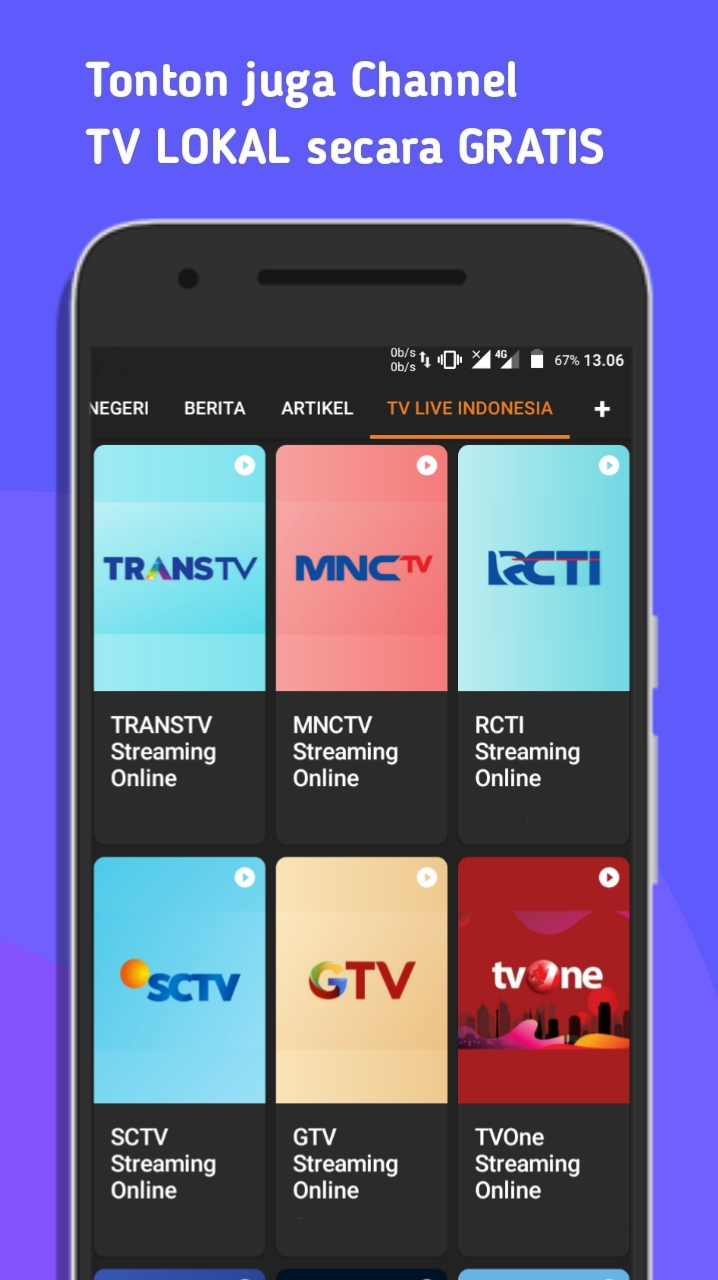 Tonton juga Channel
TV LOKAL secara GRATIS
0b/s
0b/s
4G
67% 13.06
NEGERI BERITA ARTIKEL TV LIVE INDONESIA +
TRANSTV MNCTV RCTI
TRANSTV
Streaming
Online
MNCTV
Streaming
Online
RCTI
Streaming
Online
SCTV GTV tvOne
SCTV
Streaming
Online
GTV
Streaming
Online
TVOne
Streaming
Online